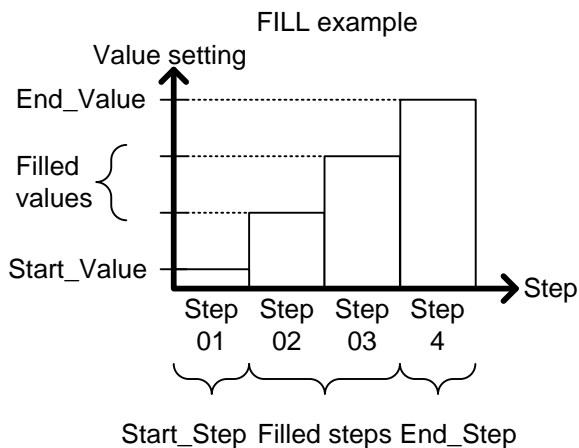 FILL example
Value setting
End_Value
Filled
values
Start_Value
Step
Step Step Step Step
01 02 03 4
Start_Step Filled steps End_Step